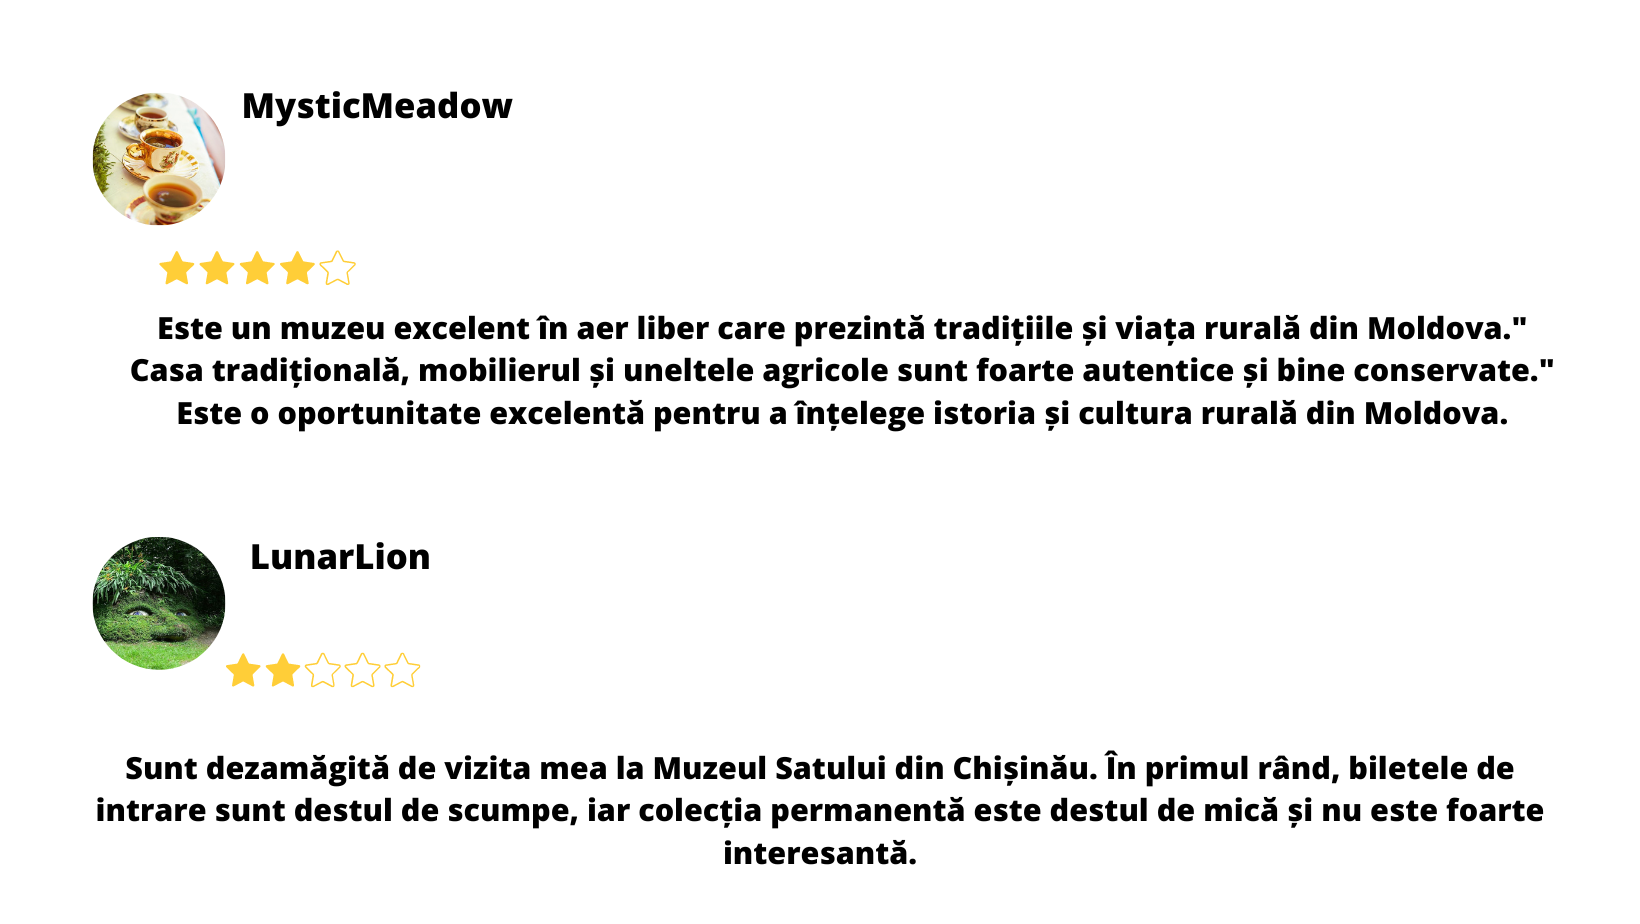 MysticMeadow
Este un muzeu excelent în aer liber care prezintă tradițiile și viața rurală din Moldova."
Casa tradițională, mobilierul și uneltele agricole sunt foarte autentice și bine conservate."
Este o oportunitate excelentă pentru a înțelege istoria și cultura rurală din Moldova.
LunarLion
Sunt dezamăgită de vizita mea la Muzeul Satului din Chișinău. În primul rând, biletele de
intrare sunt destul de scumpe, iar colecția permanentă este destul de mică și nu este foarte
interesantă.